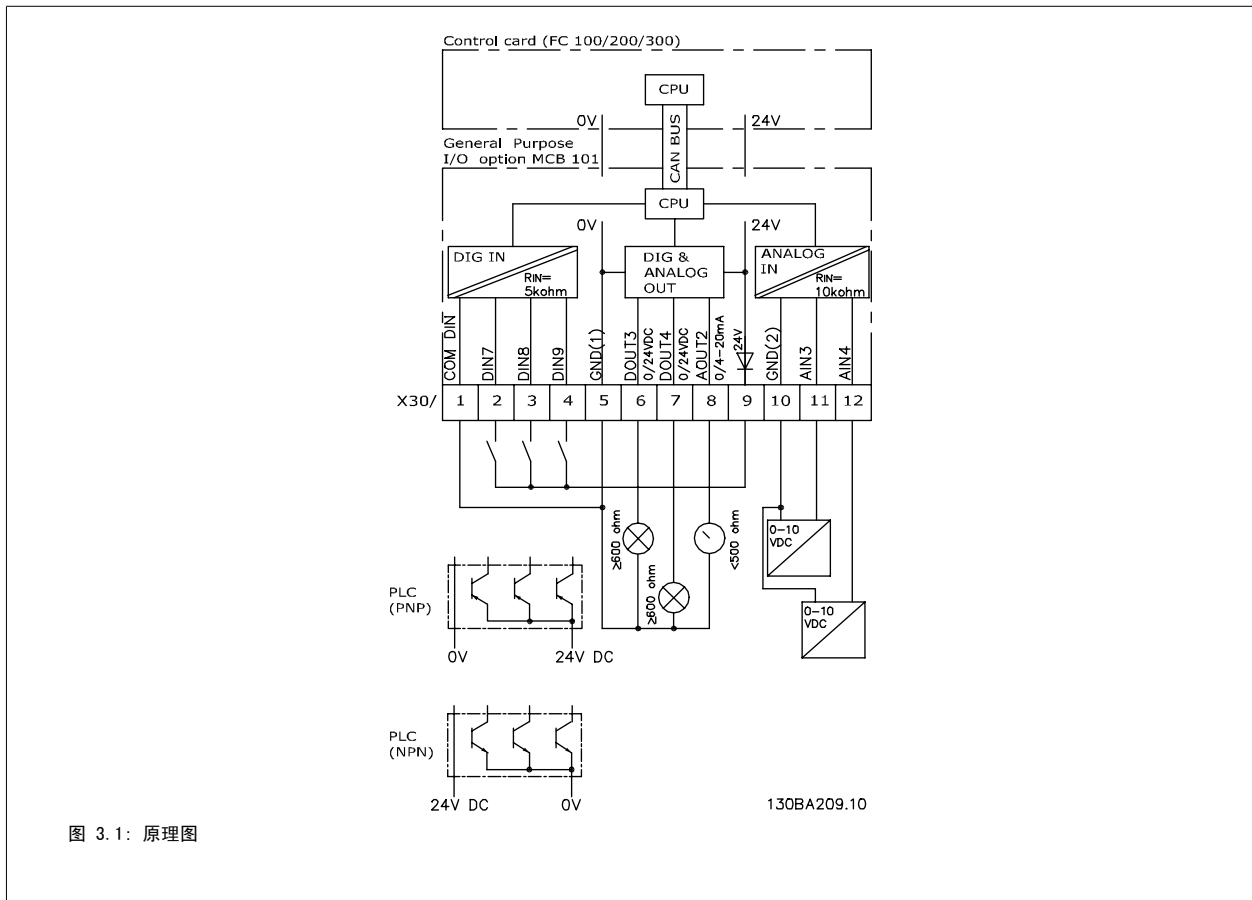 Control card (FC 100/200/300)
CPU
0V
24V
CAN BUS
General Purpose
I/O option MCB 101
CPU
0V
24V
DIG IN
RIN=
5kohm
DIG &
ANALOG
OUT
ANALOG
IN
RIN=
10kohm
COM DIN
DIN7
DIN8
DIN9
GND(1)
DOUT3
0/24VDC
DOUT4
0/24VDC
AOUT2
0/4-20mA
24V
GND(2)
AIN3
AIN4
X30/ 1 2 3 4 5 6 7 8 9 10 11 12
≥600 ohm
≥600 ohm
<500 ohm
0-10
VDC
0-10
VDC
PLC
(PNP)
0V
24V DC
PLC
(NPN)
24V DC
0V
130BA209.10
图 3.1: 原理图